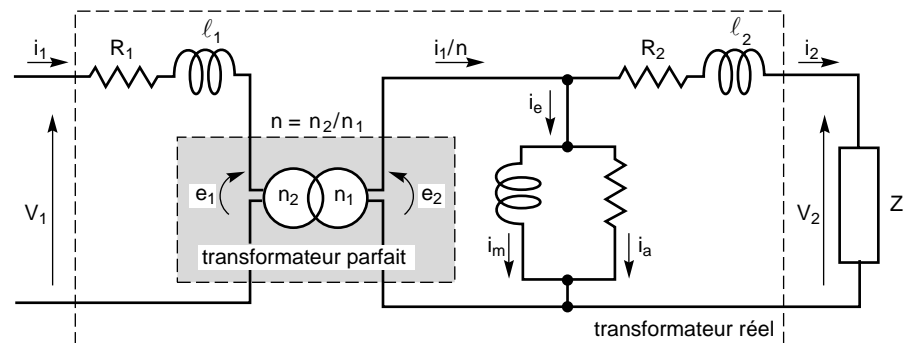 i₁
R₁
ℓ₁
i₁/n
R₂
ℓ₂
i₂
iₑ
n = n₂/n₁
V₁
e₁
n₂
n₁
e₂
V₂
Z
iₘ
iₐ
transformateur parfait
transformateur réel